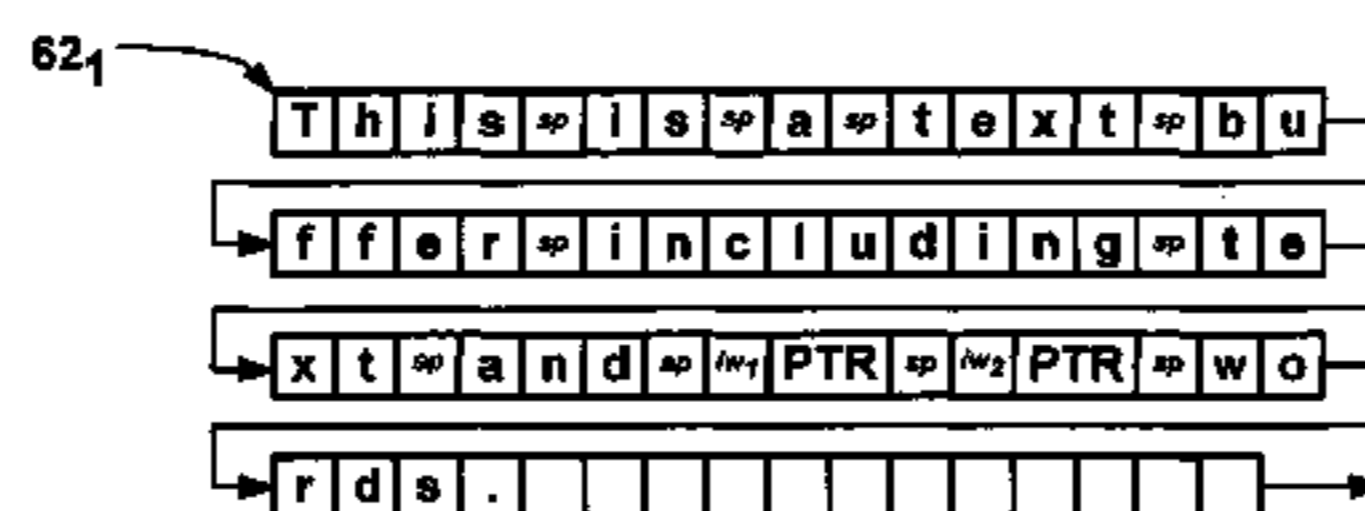 62₁
T h i s sp i s sp a sp t e x t sp b u
f f e r sp i n c l u d i n g sp t e
x t sp a n d sp iw₁ PTR sp iw₂ PTR sp w o
r d s .